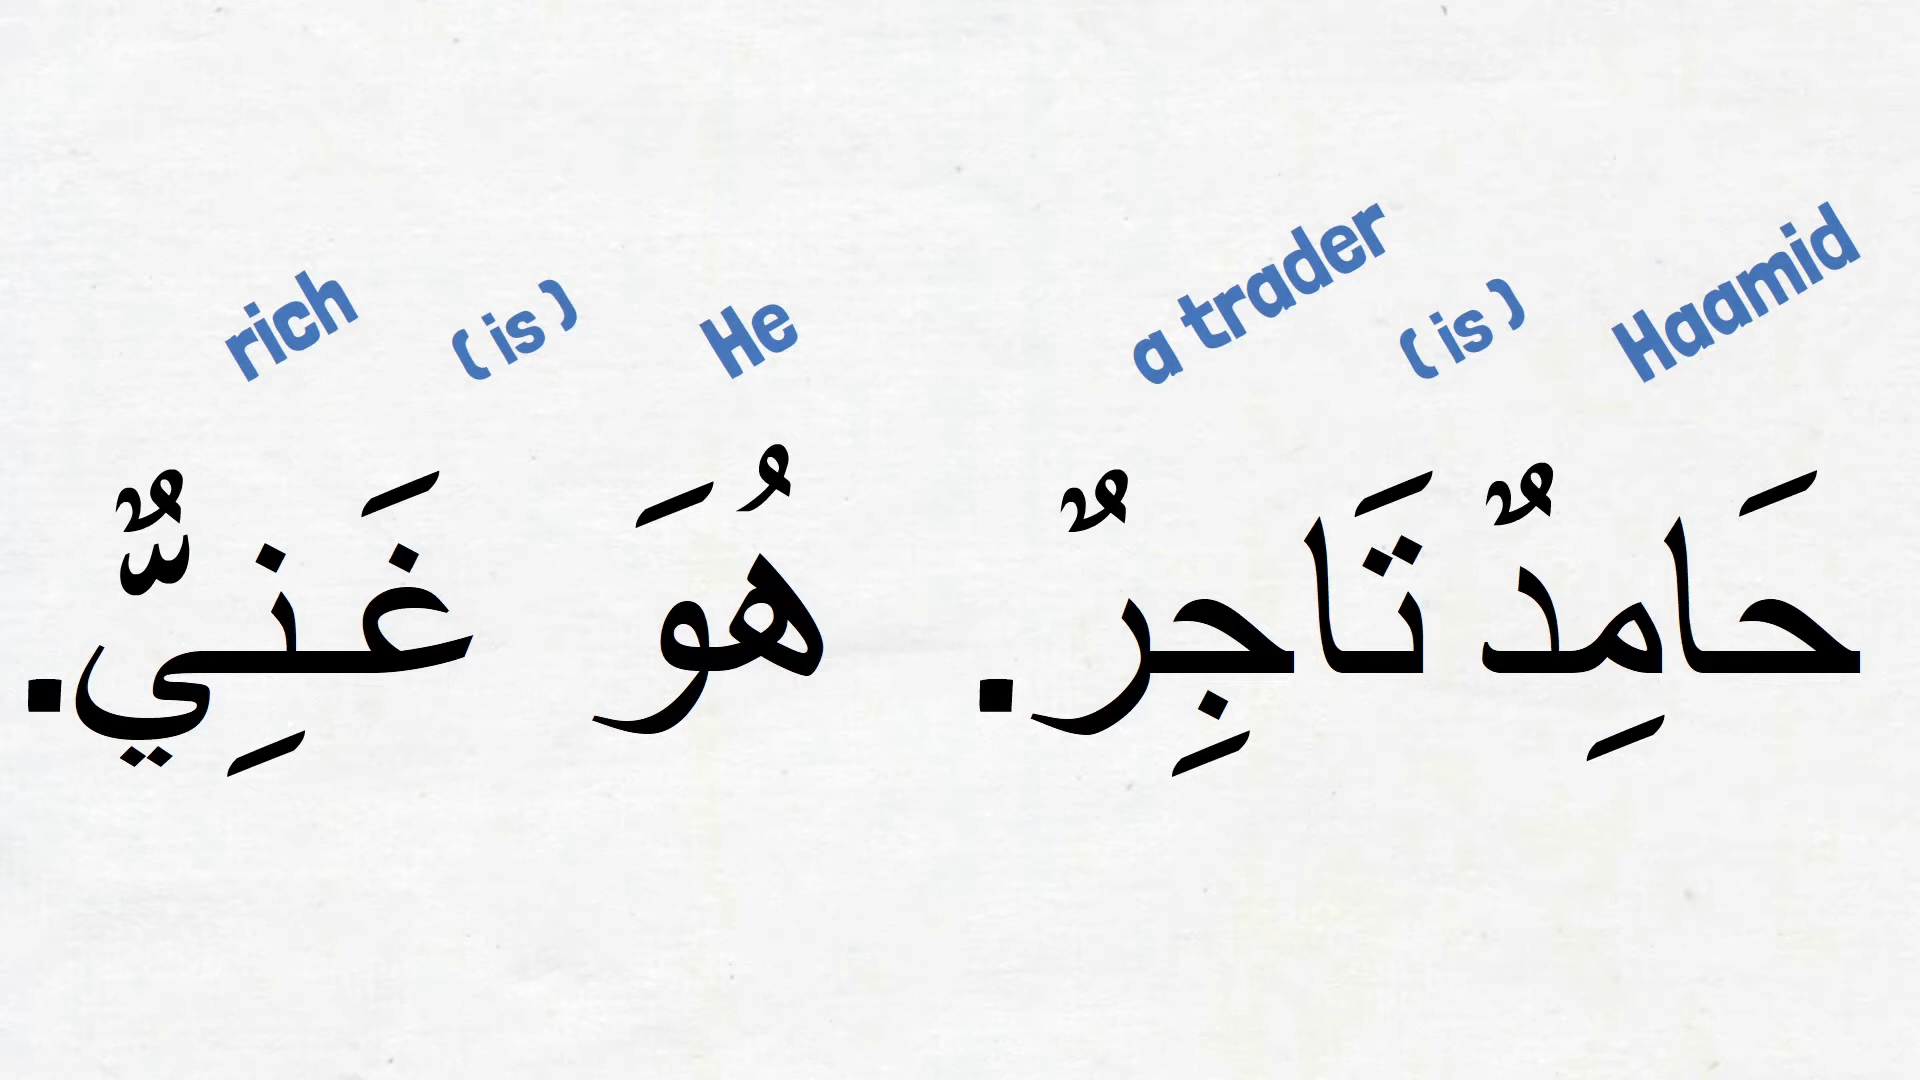 Haamid ( is ) a trader He ( is ) rich
حَامِدٌ تَاجِرٌ. هُوَ غَنِيٌّ.